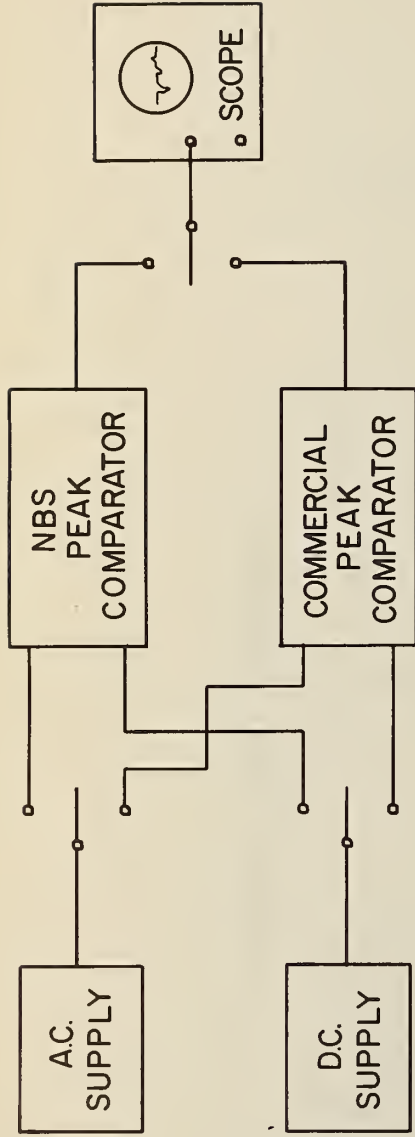 A.C.
SUPPLY
D.C.
SUPPLY
NBS
PEAK
COMPARATOR
COMMERCIAL
PEAK
COMPARATOR
SCOPE